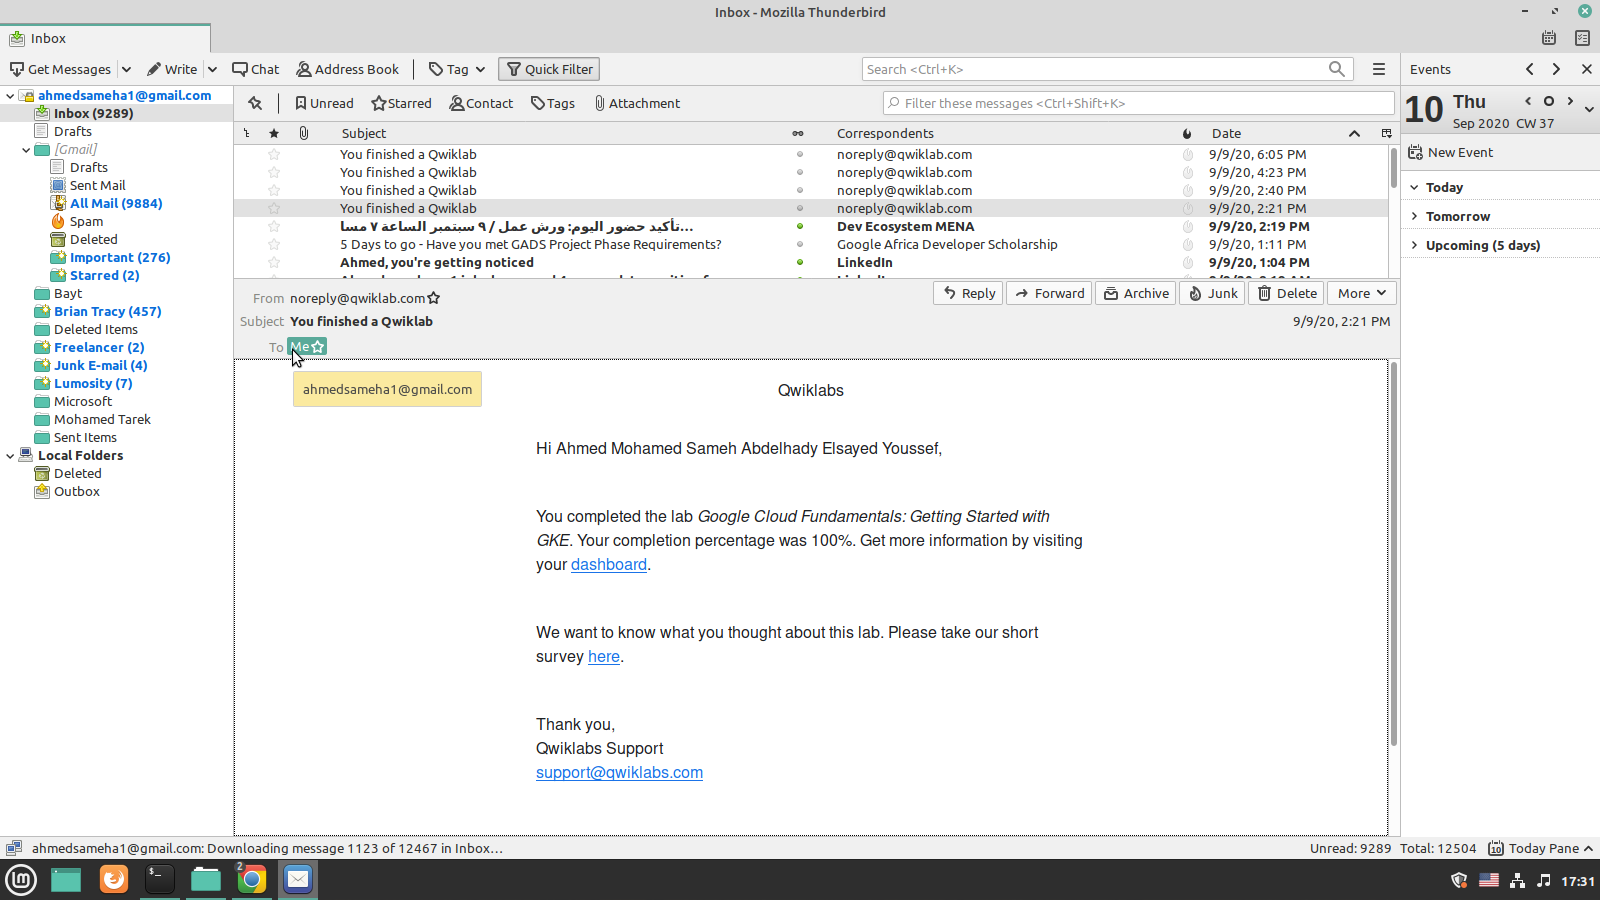 Inbox - Mozilla Thunderbird
Inbox
Get Messages Write Chat Address Book Tag Quick Filter Search <Ctrl+K>
Events
ahmedsameha1@gmail.com
Inbox (9289)
Drafts
[Gmail]
Drafts
Sent Mail
All Mail (9884)
Spam
Deleted
Important (276)
Starred (2)
Bayt
Brian Tracy (457)
Deleted Items
Freelancer (2)
Junk E-mail (4)
Lumosity (7)
Microsoft
Mohamed Tarek
Sent Items
Local Folders
Deleted
Outbox
Unread Starred Contact Tags Attachment Filter these messages <Ctrl+Shift+K>
Subject Correspondents Date
You finished a Qwiklab noreply@qwiklab.com 9/9/20, 6:05 PM
You finished a Qwiklab noreply@qwiklab.com 9/9/20, 4:23 PM
You finished a Qwiklab noreply@qwiklab.com 9/9/20, 2:40 PM
You finished a Qwiklab noreply@qwiklab.com 9/9/20, 2:21 PM
تأكيد حضور اليوم: ورش عمل / ٩ سبتمبر الساعة ٧ مسا... Dev Ecosystem MENA 9/9/20, 2:19 PM
5 Days to go - Have you met GADS Project Phase Requirements? Google Africa Developer Scholarship 9/9/20, 1:11 PM
Ahmed, you're getting noticed LinkedIn 9/9/20, 1:04 PM
From noreply@qwiklab.com
Reply Forward Archive Junk Delete More
Subject You finished a Qwiklab 9/9/20, 2:21 PM
To Me
ahmedsameha1@gmail.com
Qwiklabs
Hi Ahmed Mohamed Sameh Abdelhady Elsayed Youssef,
You completed the lab Google Cloud Fundamentals: Getting Started with
GKE. Your completion percentage was 100%. Get more information by visiting
your dashboard.
We want to know what you thought about this lab. Please take our short
survey here.
Thank you,
Qwiklabs Support
support@qwiklabs.com
10 Thu
Sep 2020 CW 37
New Event
Today
Tomorrow
Upcoming (5 days)
ahmedsameha1@gmail.com: Downloading message 1123 of 12467 in Inbox...
Unread: 9289 Total: 12504 10 Today Pane
2
17:31